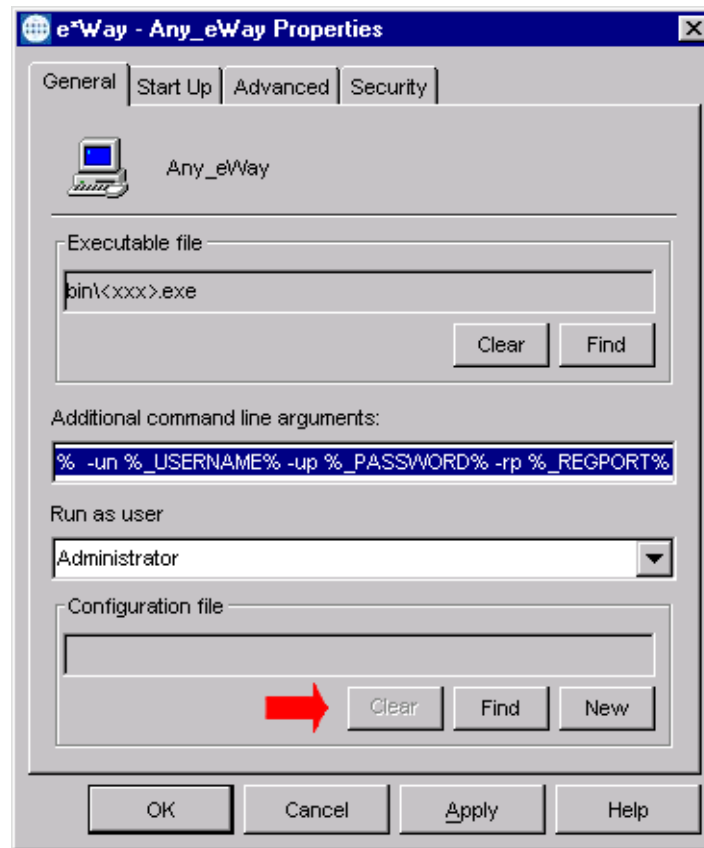 e*Way - Any_eWay Properties
General Start Up Advanced Security
Any_eWay
Executable file
bin\<xxx>.exe
Clear Find
Additional command line arguments:
% -un %_USERNAME% -up %_PASSWORD% -rp %_REGPORT%
Run as user
Administrator
Configuration file
Clear Find New
OK Cancel Apply Help